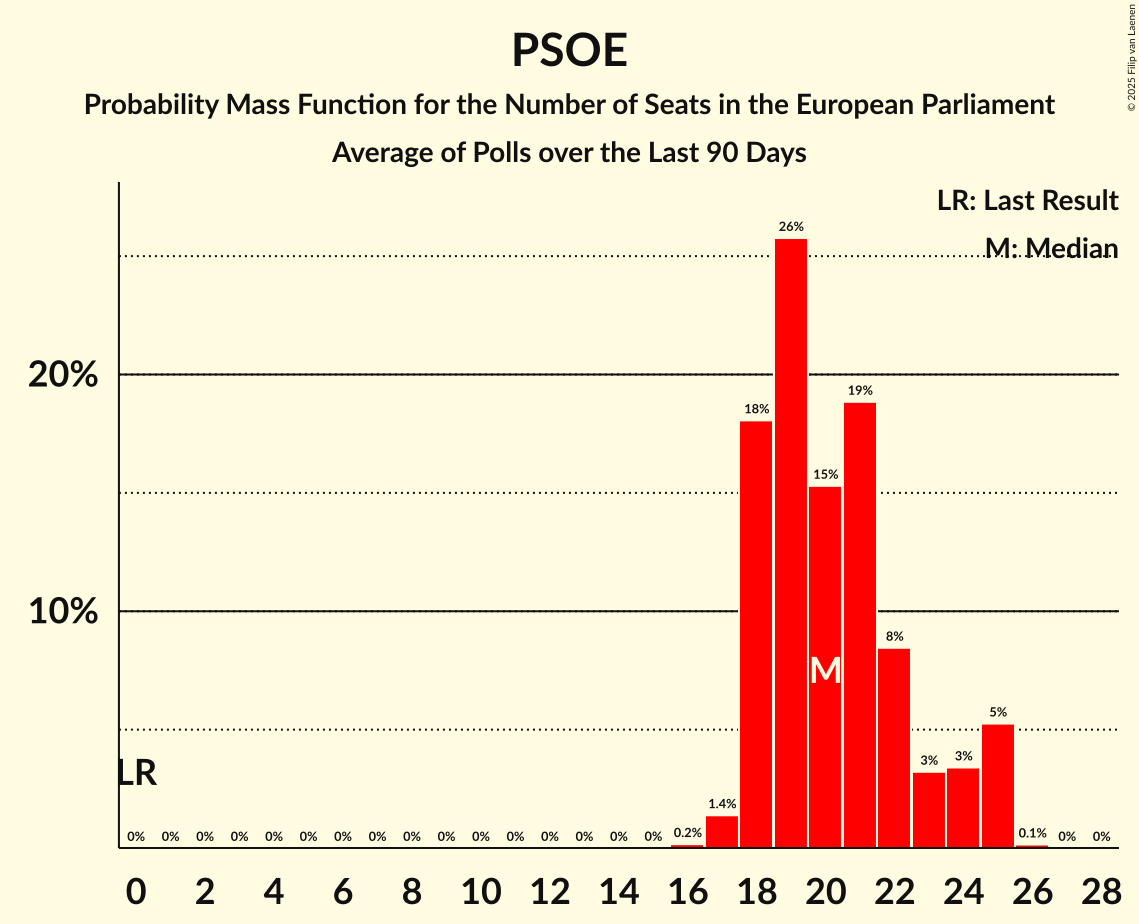 PSOE
Probability Mass Function for the Number of Seats in the European Parliament
Average of Polls over the Last 90 Days
© 2025 Filip van Laenen
LR: Last Result
M: Median
20%
10%
26%
19%
18%
15%
8%
5%
3%
3%
1.4%
0.2%
0.1%
M
LR
0% 0% 0% 0% 0% 0% 0% 0% 0% 0% 0% 0% 0% 0% 0% 0% 0% 0%
0 2 4 6 8 10 12 14 16 18 20 22 24 26 28